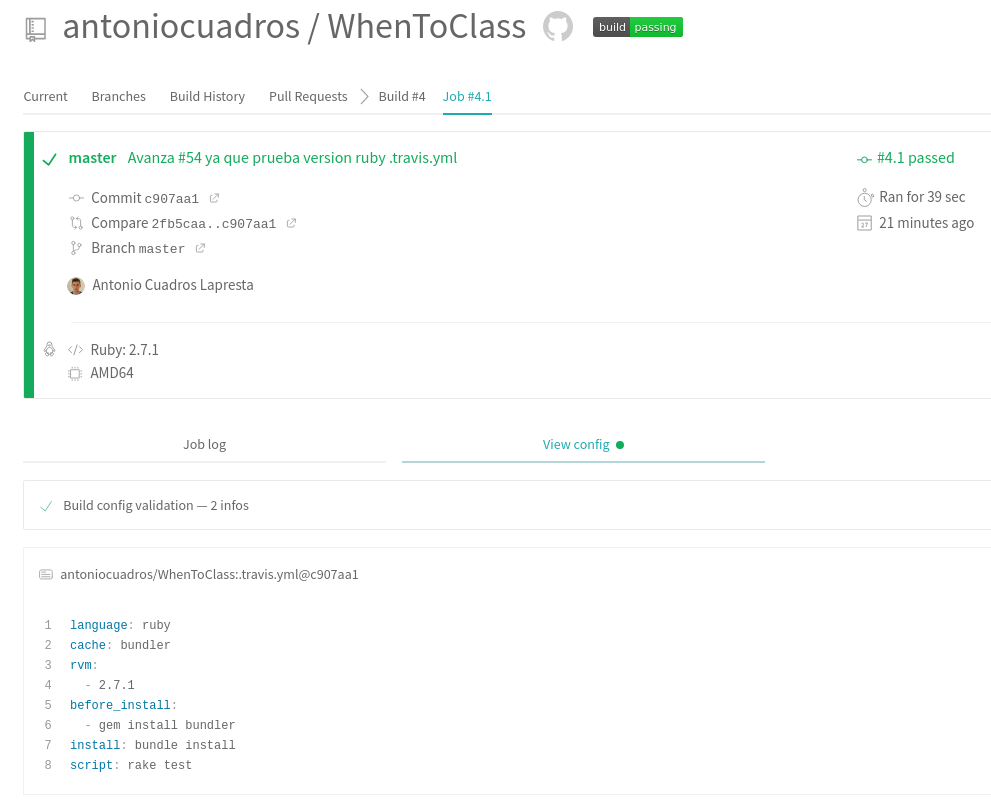 antoniocuadros / WhenToClass build passing
Current Branches Build History Pull Requests Build #4 Job #4.1
master Avanza #54 ya que prueba version ruby .travis.yml #4.1 passed
Commit c907aa1 Ran for 39 sec
Compare 2fb5caa..c907aa1 21 minutes ago
Branch master
Antonio Cuadros Lapresta
Ruby: 2.7.1
AMD64
Job log View config
Build config validation — 2 infos
antoniocuadros/WhenToClass:.travis.yml@c907aa1
1 language: ruby
2 cache: bundler
3 rvm:
4 - 2.7.1
5 before_install:
6 - gem install bundler
7 install: bundle install
8 script: rake test